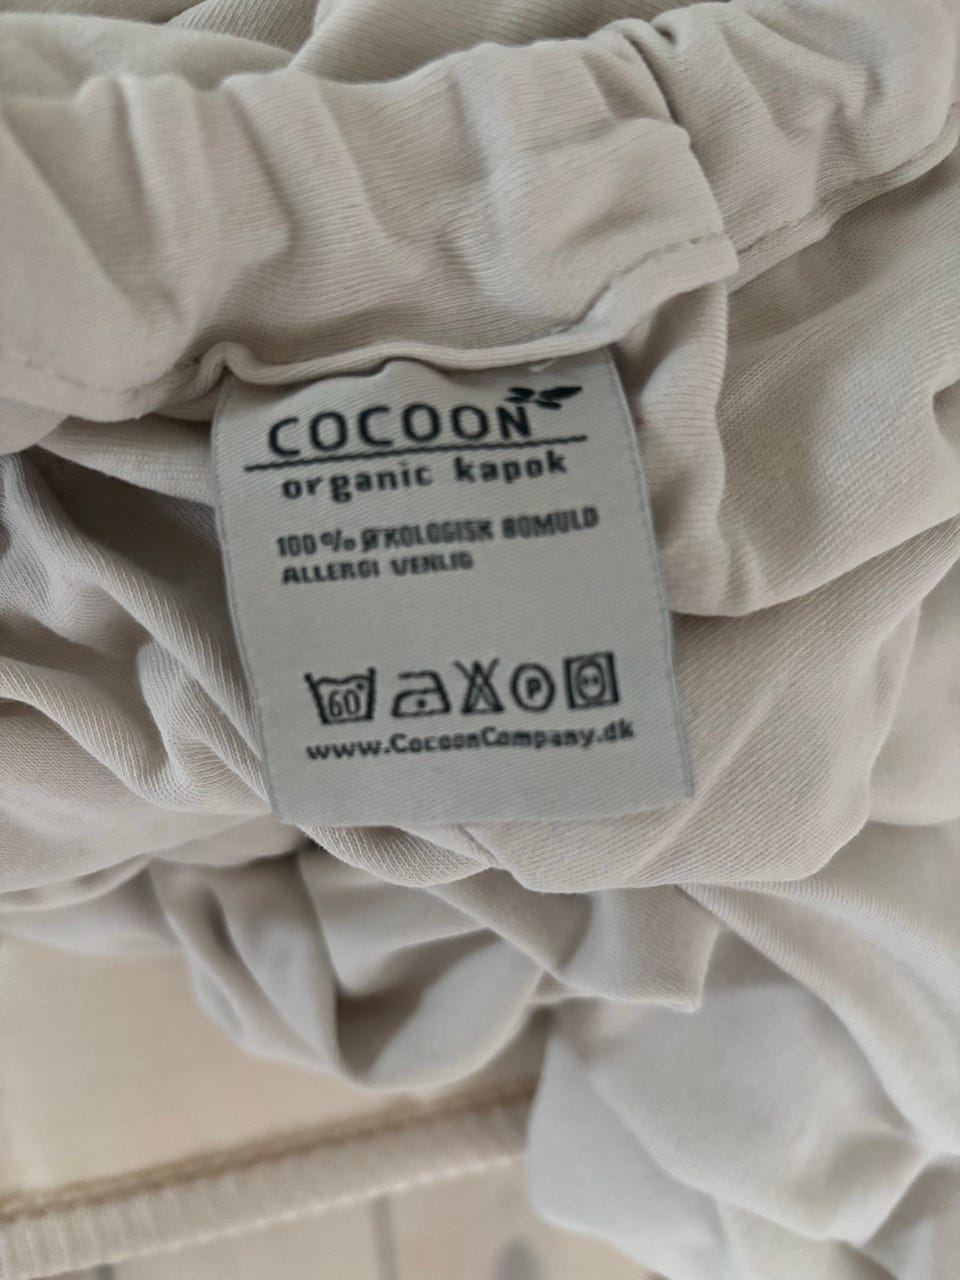 COCOON
organic kapok
100% ØKOLOGISK BOMULD
ALLERGI VENLIG
60° P
www.CocoonCompany.dk